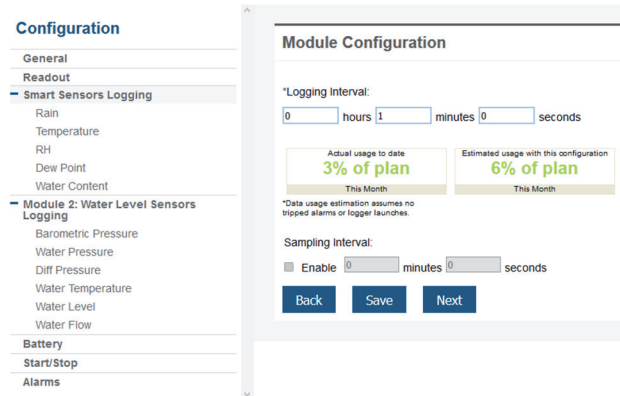 Configuration
General
Readout
Smart Sensors Logging
Rain
Temperature
RH
Dew Point
Water Content
Module 2: Water Level Sensors
Logging
Barometric Pressure
Water Pressure
Diff Pressure
Water Temperature
Water Level
Water Flow
Battery
Start/Stop
Alarms
Module Configuration
*Logging Interval:
0 hours 1 minutes 0 seconds
Actual usage to date
3% of plan
This Month
Estimated usage with this configuration
6% of plan
This Month
*Data usage estimation assumes no
tripped alarms or logger launches.
Sampling Interval:
Enable 0 minutes 0 seconds
Back Save Next